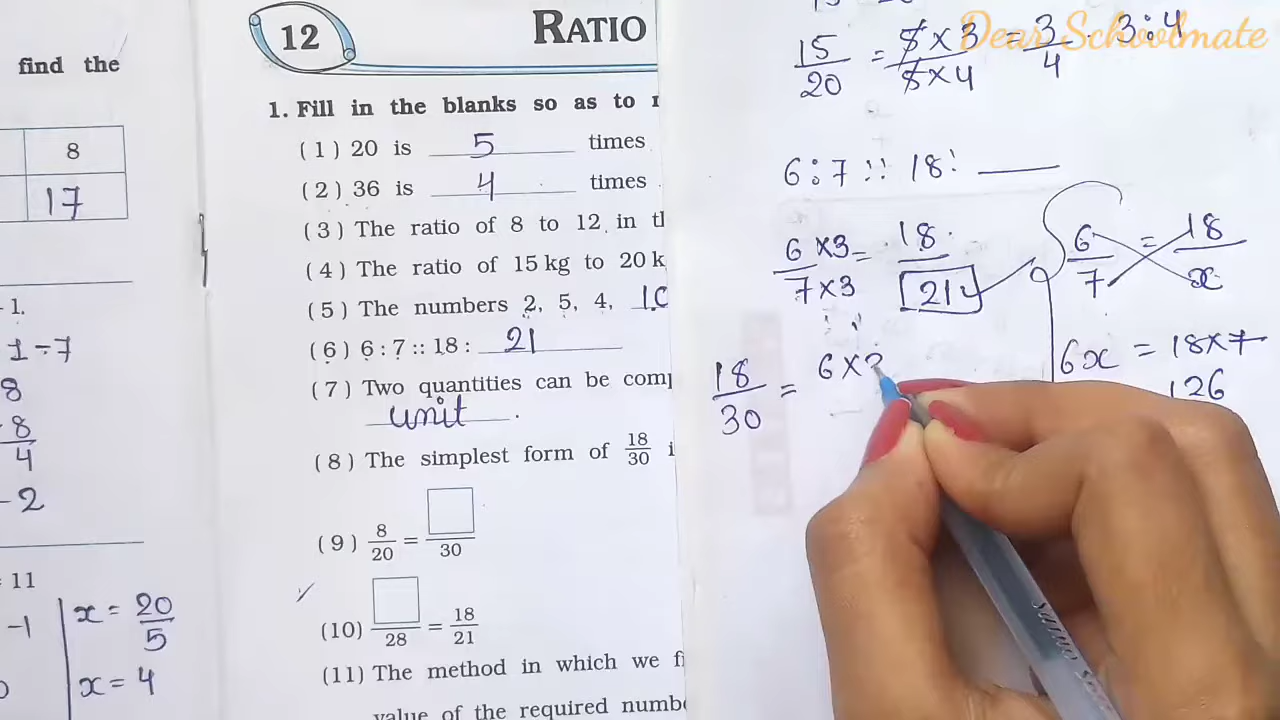 find the
8
17
-1.
1 ÷ 7
8
-8
4
-2
= 11
-1
x = 20
5
x = 4
12 RATIO
1. Fill in the blanks so as to
(1) 20 is 5 times
(2) 36 is 4 times
(3) The ratio of 8 to 12 in
(4) The ratio of 15 kg to 20 k
(5) The numbers 2, 5, 4, 10
(6) 6 : 7 :: 18 : 21
(7) Two quantities can be com
unit .
(8) The simplest form of 18/30
(9) 8/20 = □/30
(10) □/28 = 18/21
(11) The method in which we
value of the required numb
Dear Schoolmate
15/20 = 5 × 3/5 × 4 = 3/4 . 3:4
6 : 7 :: 18 : ____
6 × 3/7 × 3 = 18/21
6/7 = 18/x
6x = 18 × 7
126
18/30 = 6 × 3